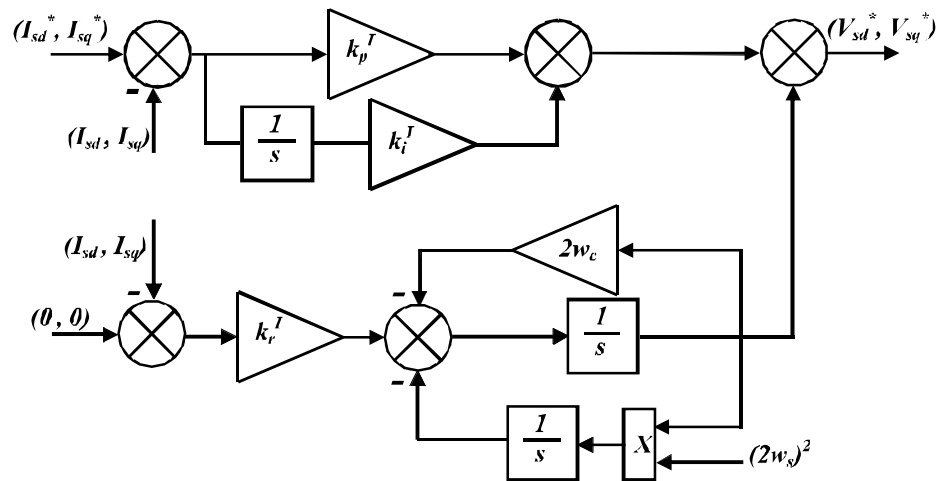 (I_sd^*, I_sq^*)
(V_sd^*, V_sq^*)
k_p^I
-
(I_sd, I_sq)
1
s
k_i^I
(I_sd, I_sq)
2w_c
-
-
(0, 0)
k_r^I
1
s
-
1
s
X
(2w_s)^2